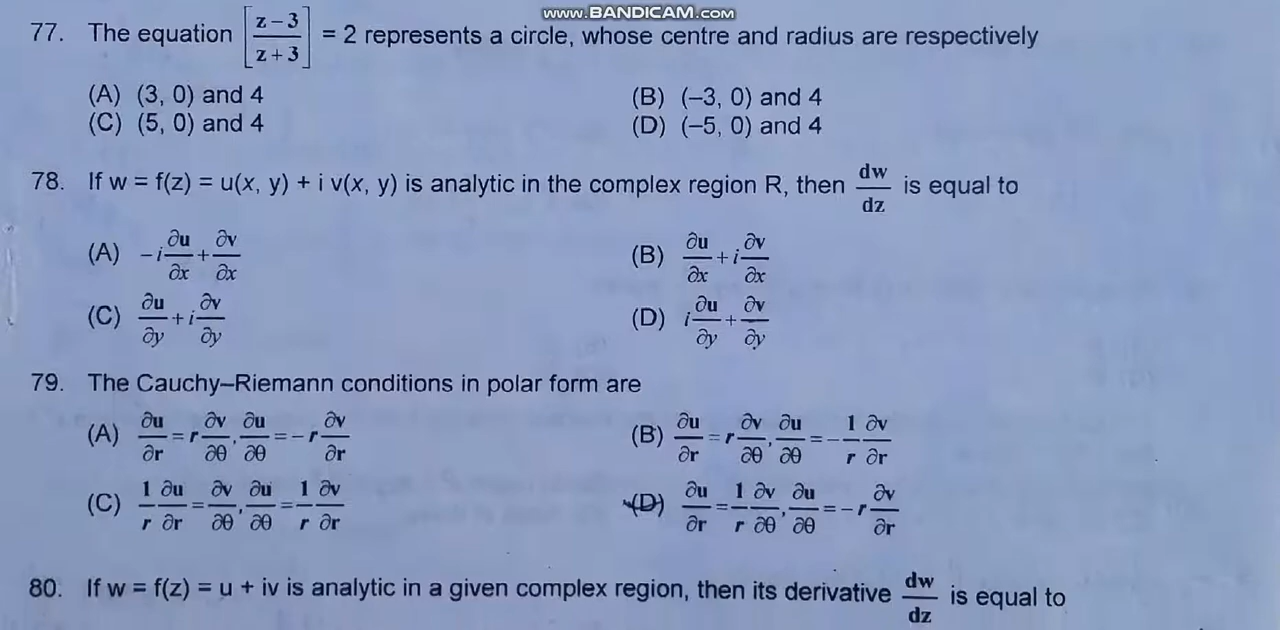 www.BANDICAM.com
77. The equation [z-3/z+3] = 2 represents a circle, whose centre and radius are respectively
(A) (3, 0) and 4 (B) (-3, 0) and 4
(C) (5, 0) and 4 (D) (-5, 0) and 4
78. If w = f(z) = u(x, y) + i v(x, y) is analytic in the complex region R, then dw/dz is equal to
(A) -i ∂u/∂x + ∂v/∂x (B) ∂u/∂x + i ∂v/∂x
(C) ∂u/∂y + i ∂v/∂y (D) i ∂u/∂y + ∂v/∂y
79. The Cauchy-Riemann conditions in polar form are
(A) ∂u/∂r = r ∂v/∂θ, ∂u/∂θ = -r ∂v/∂r (B) ∂u/∂r = r ∂v/∂θ, ∂u/∂θ = -1/r ∂v/∂r
(C) 1/r ∂u/∂r = ∂v/∂θ, ∂u/∂θ = 1/r ∂v/∂r (D) ∂u/∂r = 1/r ∂v/∂θ, ∂u/∂θ = -r ∂v/∂r
80. If w = f(z) = u + iv is analytic in a given complex region, then its derivative dw/dz is equal to